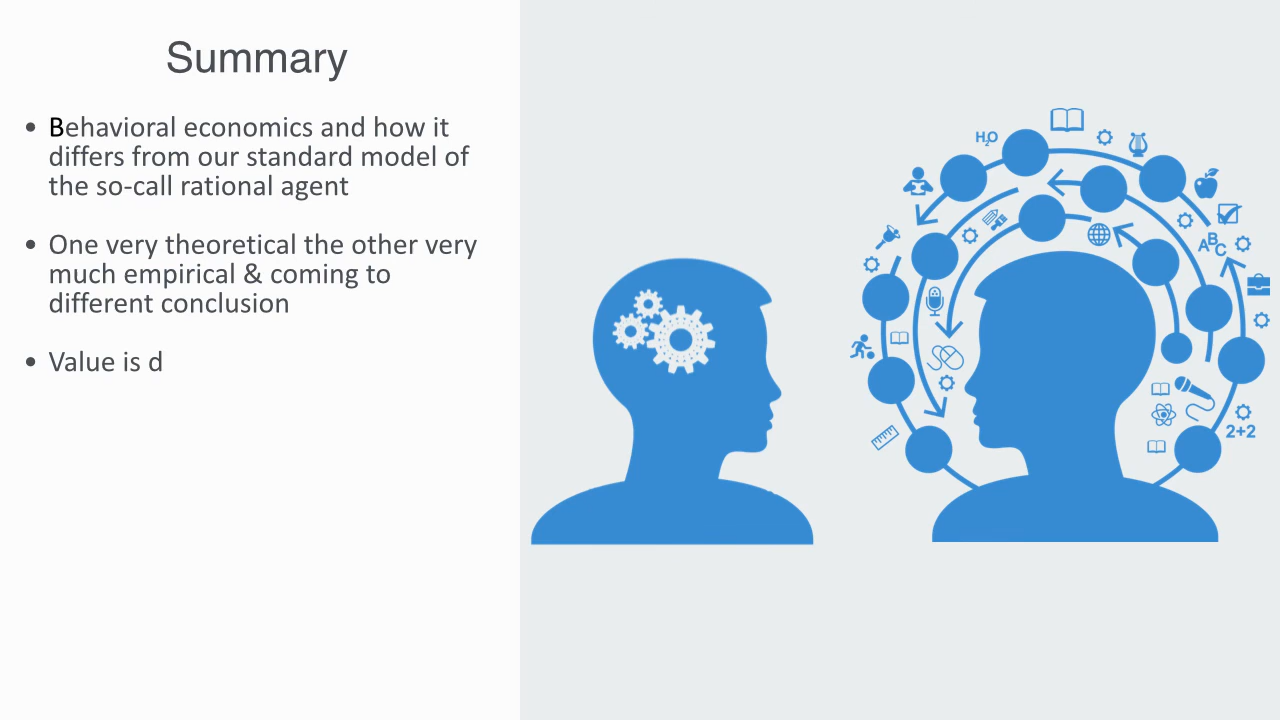 Summary
• Behavioral economics and how it
differs from our standard model of
the so-call rational agent
• One very theoretical the other very
much empirical & coming to
different conclusion
• Value is d
H₂O
ABC
2+2